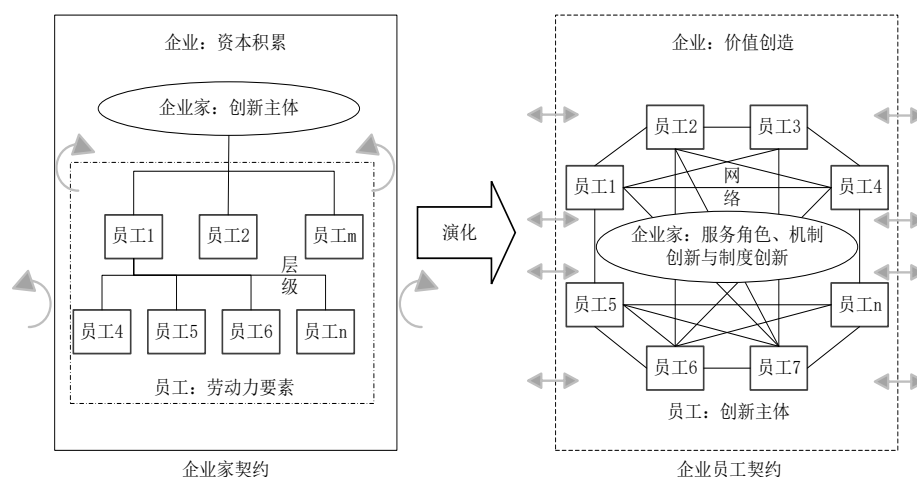 企业：资本积累
企业家：创新主体
员工1
员工2
员工m
层
级
员工4
员工5
员工6
员工n
员工：劳动力要素
企业家契约
演化
企业：价值创造
员工2
员工3
员工1
网
络
员工4
企业家：服务角色、机制
创新与制度创新
员工5
员工n
员工6
员工7
员工：创新主体
企业员工契约